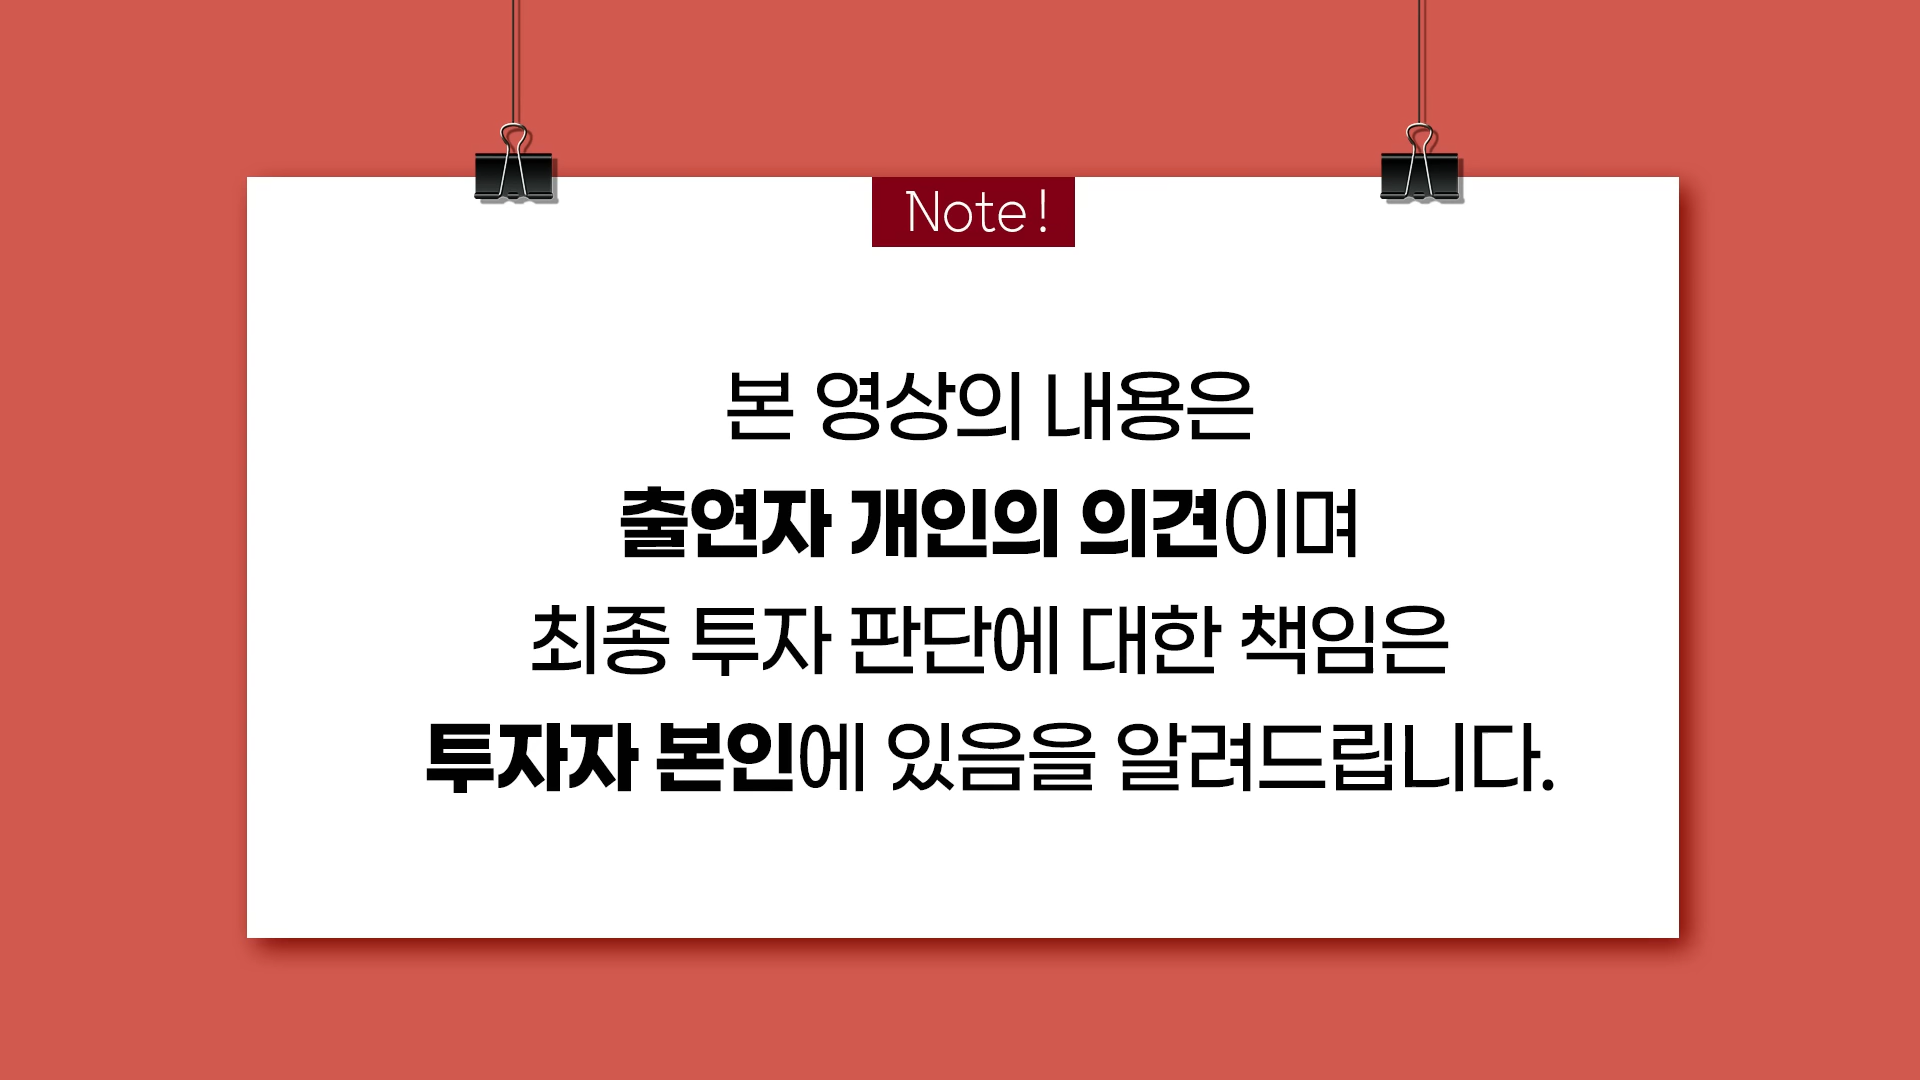 Note!
본 영상의 내용은
출연자 개인의 의견이며
최종 투자 판단에 대한 책임은
투자자 본인에 있음을 알려드립니다.